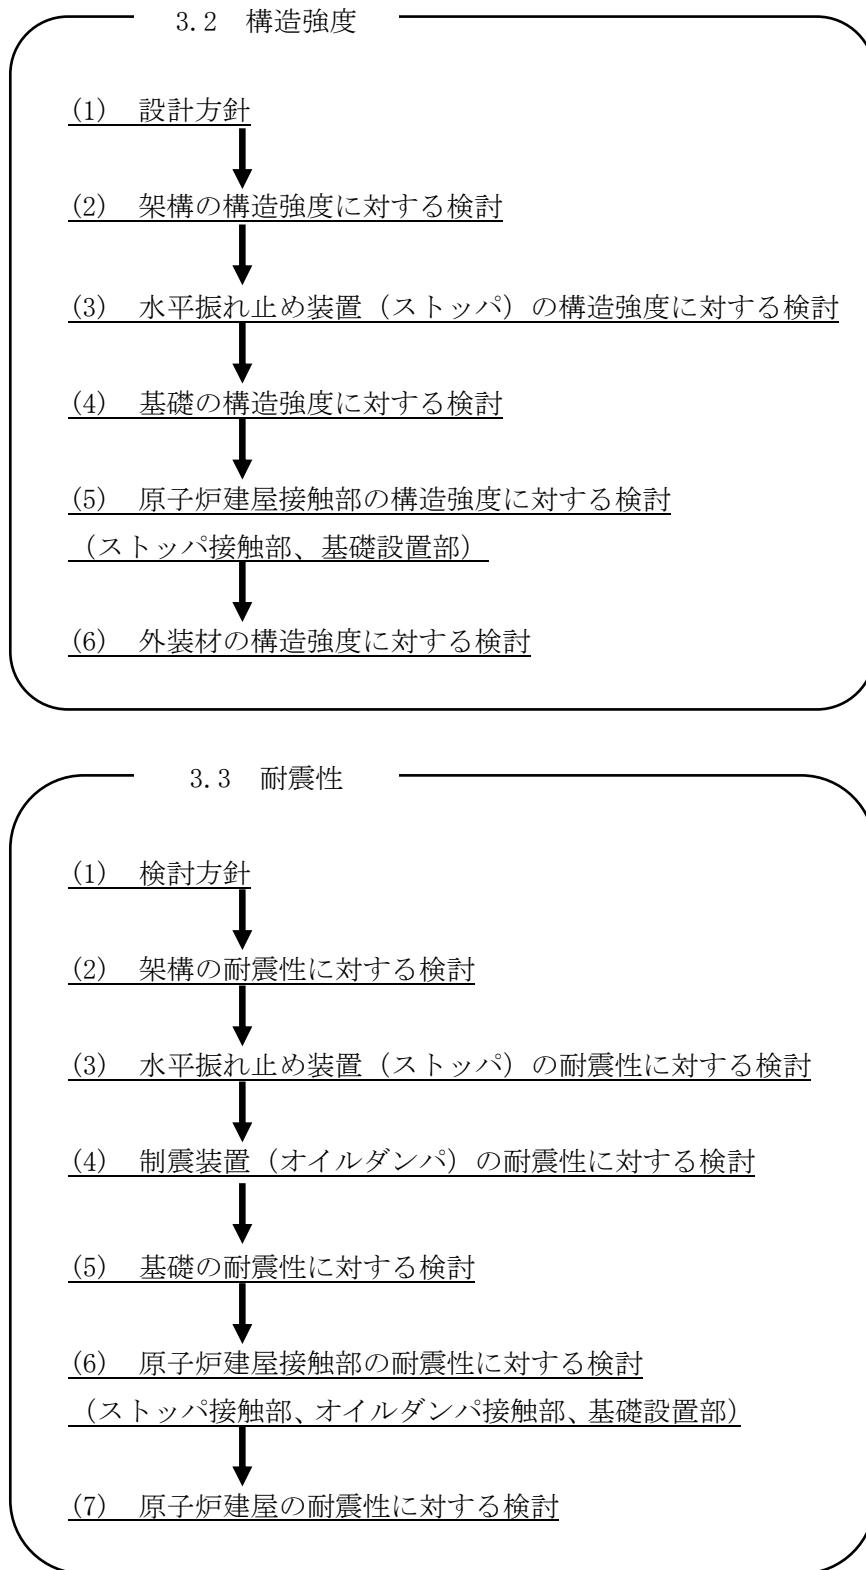 3.2 構造強度
(1) 設計方針
(2) 架構の構造強度に対する検討
(3) 水平振れ止め装置（ストッパ）の構造強度に対する検討
(4) 基礎の構造強度に対する検討
(5) 原子炉建屋接触部の構造強度に対する検討
（ストッパ接触部、基礎設置部）
(6) 外装材の構造強度に対する検討
3.3 耐震性
(1) 検討方針
(2) 架構の耐震性に対する検討
(3) 水平振れ止め装置（ストッパ）の耐震性に対する検討
(4) 制震装置（オイルダンパ）の耐震性に対する検討
(5) 基礎の耐震性に対する検討
(6) 原子炉建屋接触部の耐震性に対する検討
（ストッパ接触部、オイルダンパ接触部、基礎設置部）
(7) 原子炉建屋の耐震性に対する検討